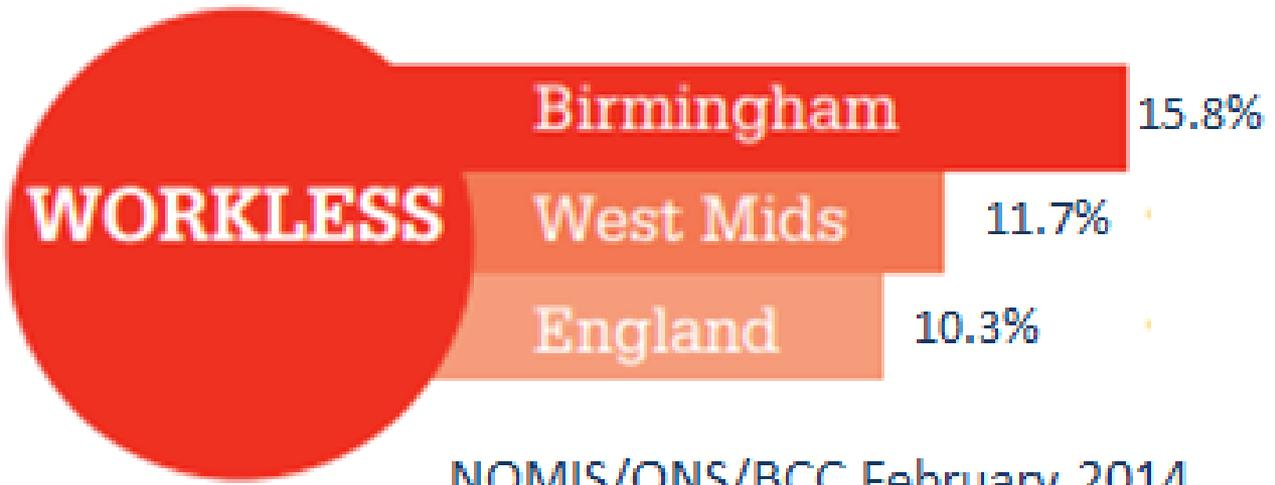 Birmingham 15.8%
WORKLESS
West Mids 11.7%
England 10.3%
NOMIS/ONS/BCC February 2014